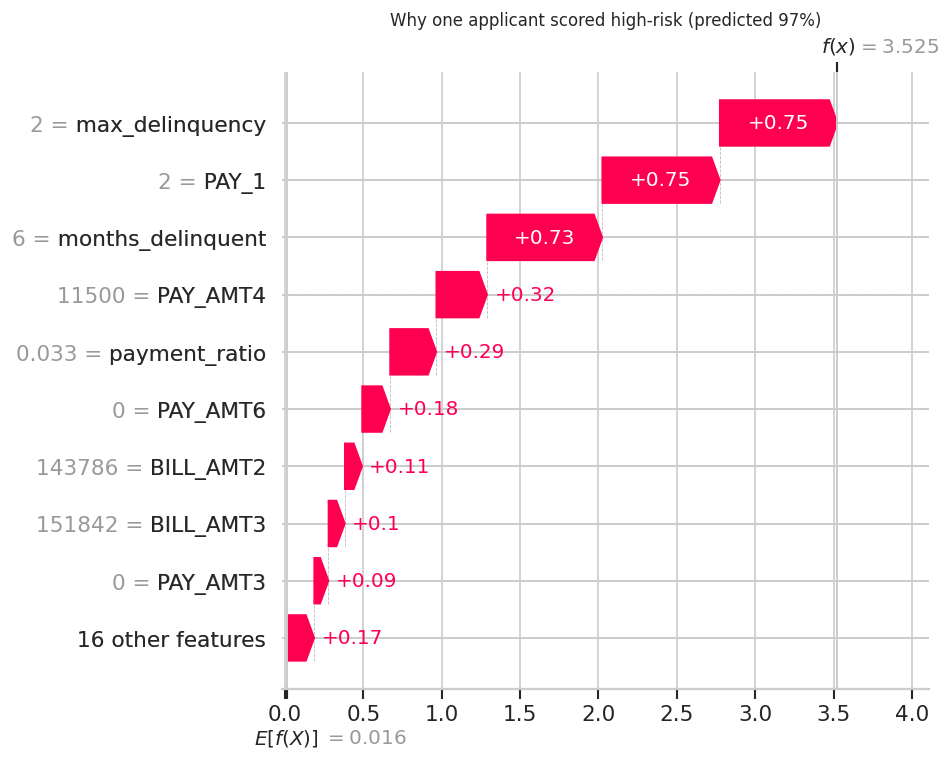 Why one applicant scored high-risk (predicted 97%)
f(x) = 3.525
2 = max_delinquency +0.75
2 = PAY_1 +0.75
6 = months_delinquent +0.73
11500 = PAY_AMT4 +0.32
0.033 = payment_ratio +0.29
0 = PAY_AMT6 +0.18
143786 = BILL_AMT2 +0.11
151842 = BILL_AMT3 +0.1
0 = PAY_AMT3 +0.09
16 other features +0.17
0.0 0.5 1.0 1.5 2.0 2.5 3.0 3.5 4.0
E[f(X)] = 0.016